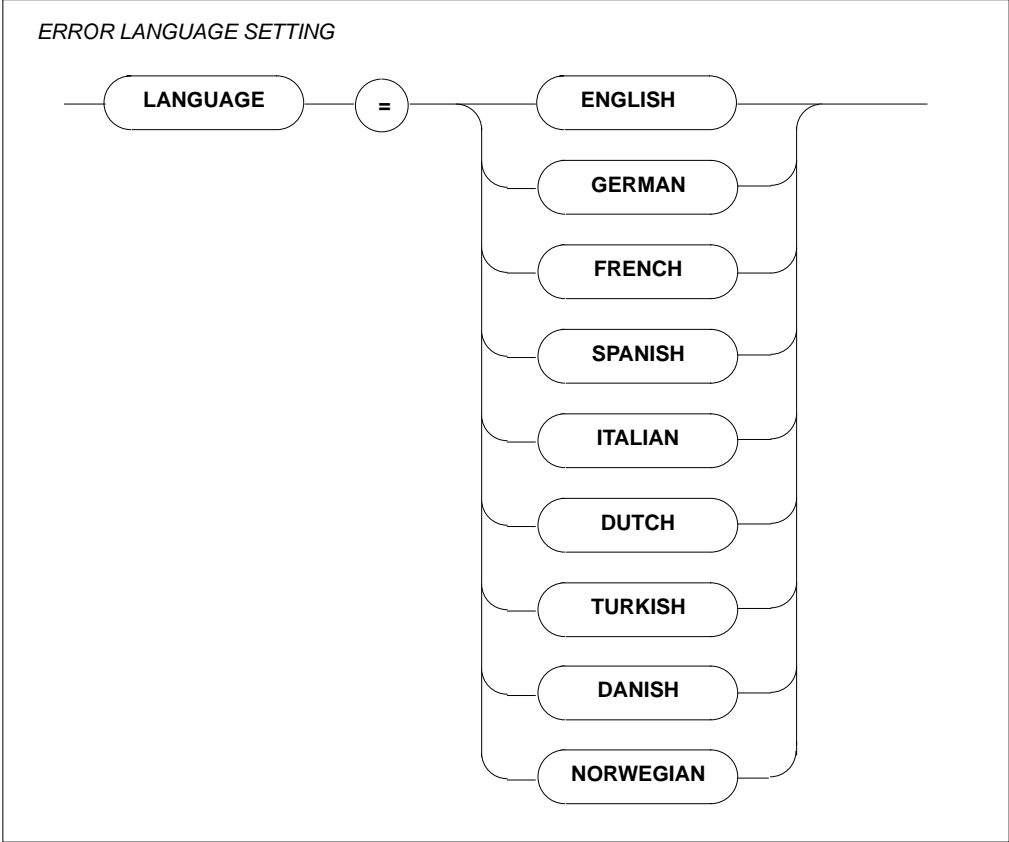 ERROR LANGUAGE SETTING
LANGUAGE = ENGLISH
GERMAN
FRENCH
SPANISH
ITALIAN
DUTCH
TURKISH
DANISH
NORWEGIAN